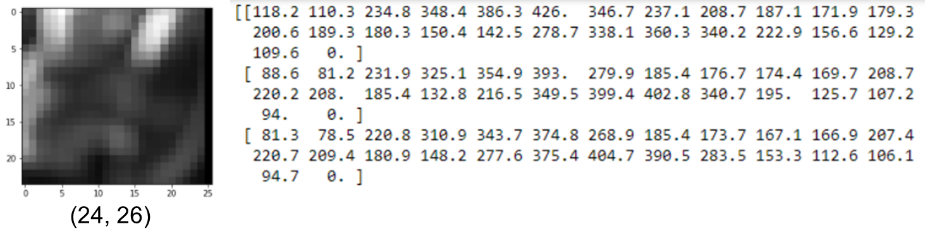 0
5
10
15
20
0 5 10 15 20 25
(24, 26)
[[118.2 110.3 234.8 348.4 386.3 426. 346.7 237.1 208.7 187.1 171.9 179.3
200.6 189.3 180.3 150.4 142.5 278.7 338.1 360.3 340.2 222.9 156.6 129.2
109.6 0. ]
[ 88.6 81.2 231.9 325.1 354.9 393. 279.9 185.4 176.7 174.4 169.7 208.7
220.2 208. 185.4 132.8 216.5 349.5 399.4 402.8 340.7 195. 125.7 107.2
94. 0. ]
[ 81.3 78.5 220.8 310.9 343.7 374.8 268.9 185.4 173.7 167.1 166.9 207.4
220.7 209.4 180.9 148.2 277.6 375.4 404.7 390.5 283.5 153.3 112.6 106.1
94.7 0. ]